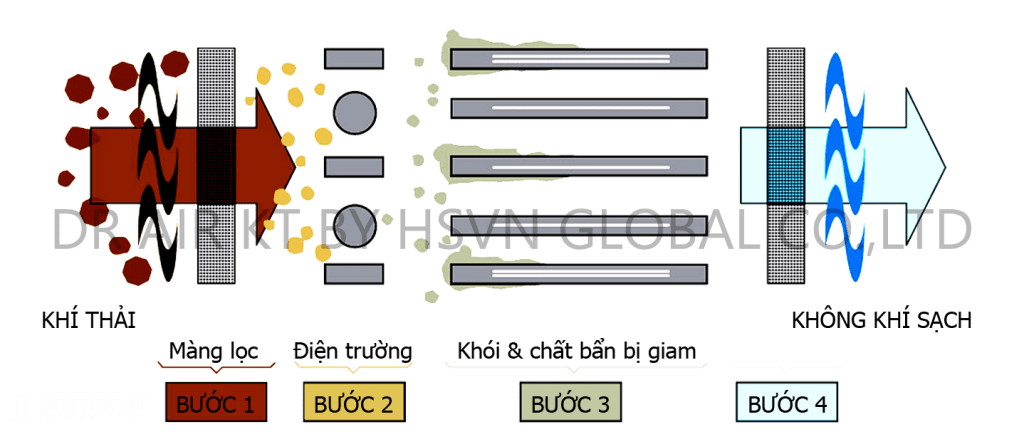 DR AIR KT BY HSVN GLOBAL CO.,LTD
KHÍ THẢI
KHÔNG KHÍ SẠCH
Màng lọc
Điện trường
Khói & chất bẩn bị giam
BƯỚC 1
BƯỚC 2
BƯỚC 3
BƯỚC 4